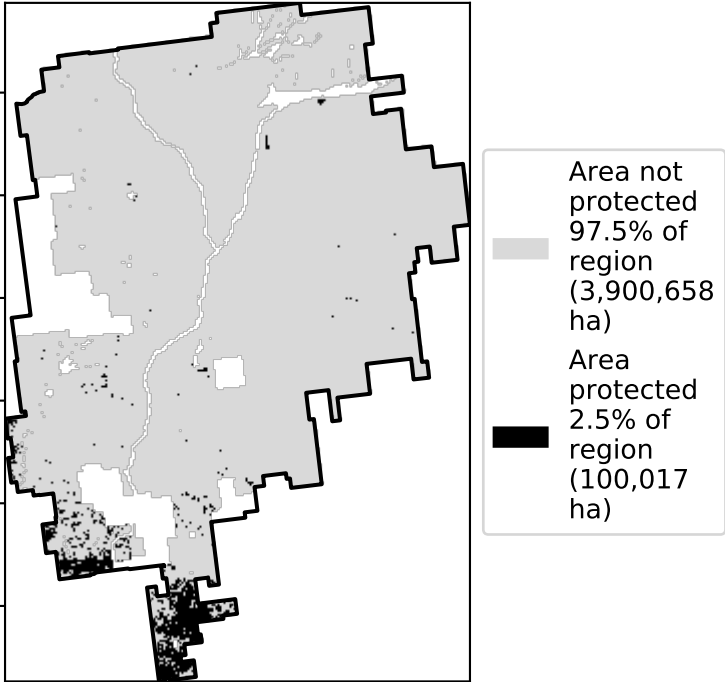 Area not
protected
97.5% of
region
(3,900,658
ha)
Area
protected
2.5% of
region
(100,017
ha)